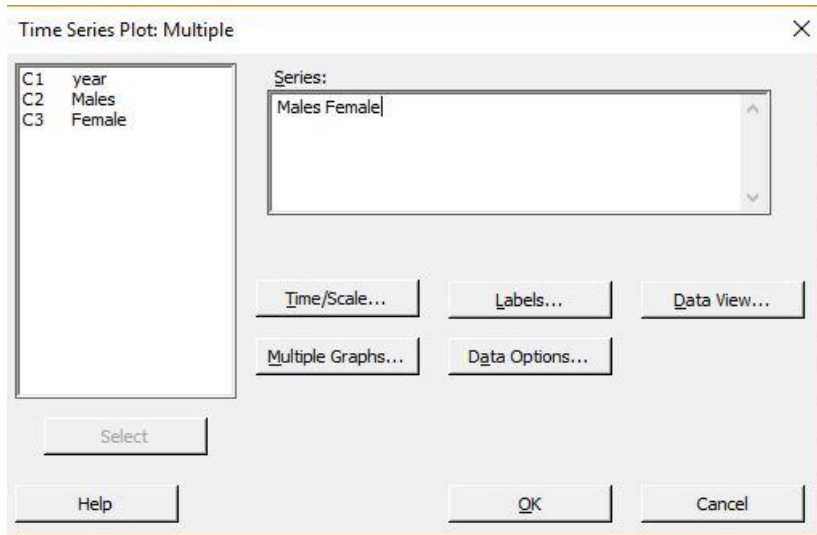 Time Series Plot: Multiple
C1 year
C2 Males
C3 Female
Series:
Males Female
Time/Scale...
Labels...
Data View...
Multiple Graphs...
Data Options...
Select
Help
OK
Cancel